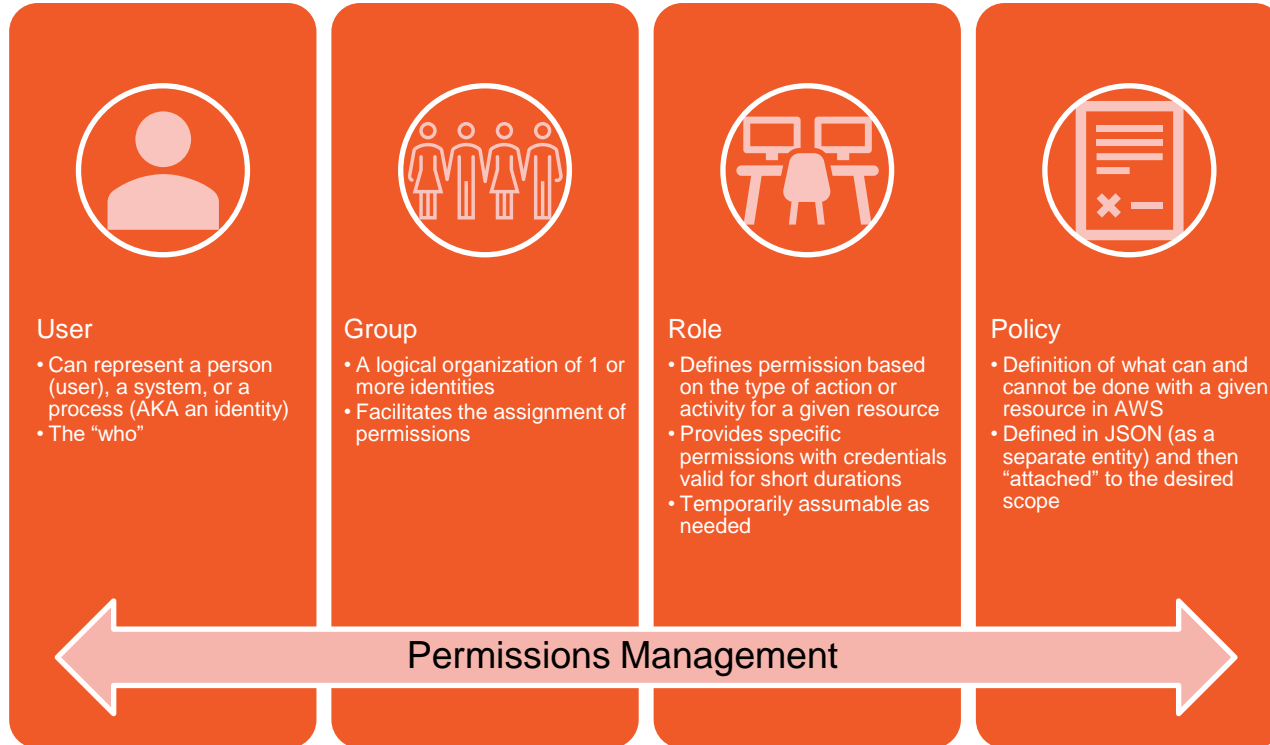 User
• Can represent a person
(user), a system, or a
process (AKA an identity)
• The “who”
Group
• A logical organization of 1 or
more identities
• Facilitates the assignment of
permissions
Role
• Defines permission based
on the type of action or
activity for a given resource
• Provides specific
permissions with credentials
valid for short durations
• Temporarily assumable as
needed
Policy
• Definition of what can and
cannot be done with a given
resource in AWS
• Defined in JSON (as a
separate entity) and then
“attached” to the desired
scope
Permissions Management